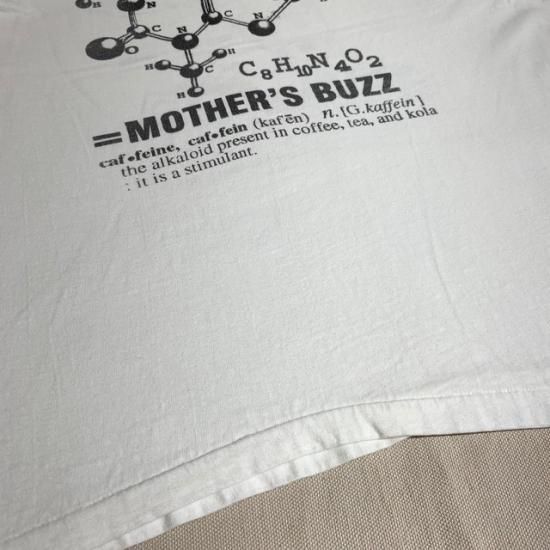 H
N
C
C
N
O
N
H
H
C
H
C₈H₁₀N₄O₂
=MOTHER'S BUZZ
caf•feine, caf•fein (kaf′ēn) n. [G.kaffein]
the alkaloid present in coffee, tea, and kola
: it is a stimulant.